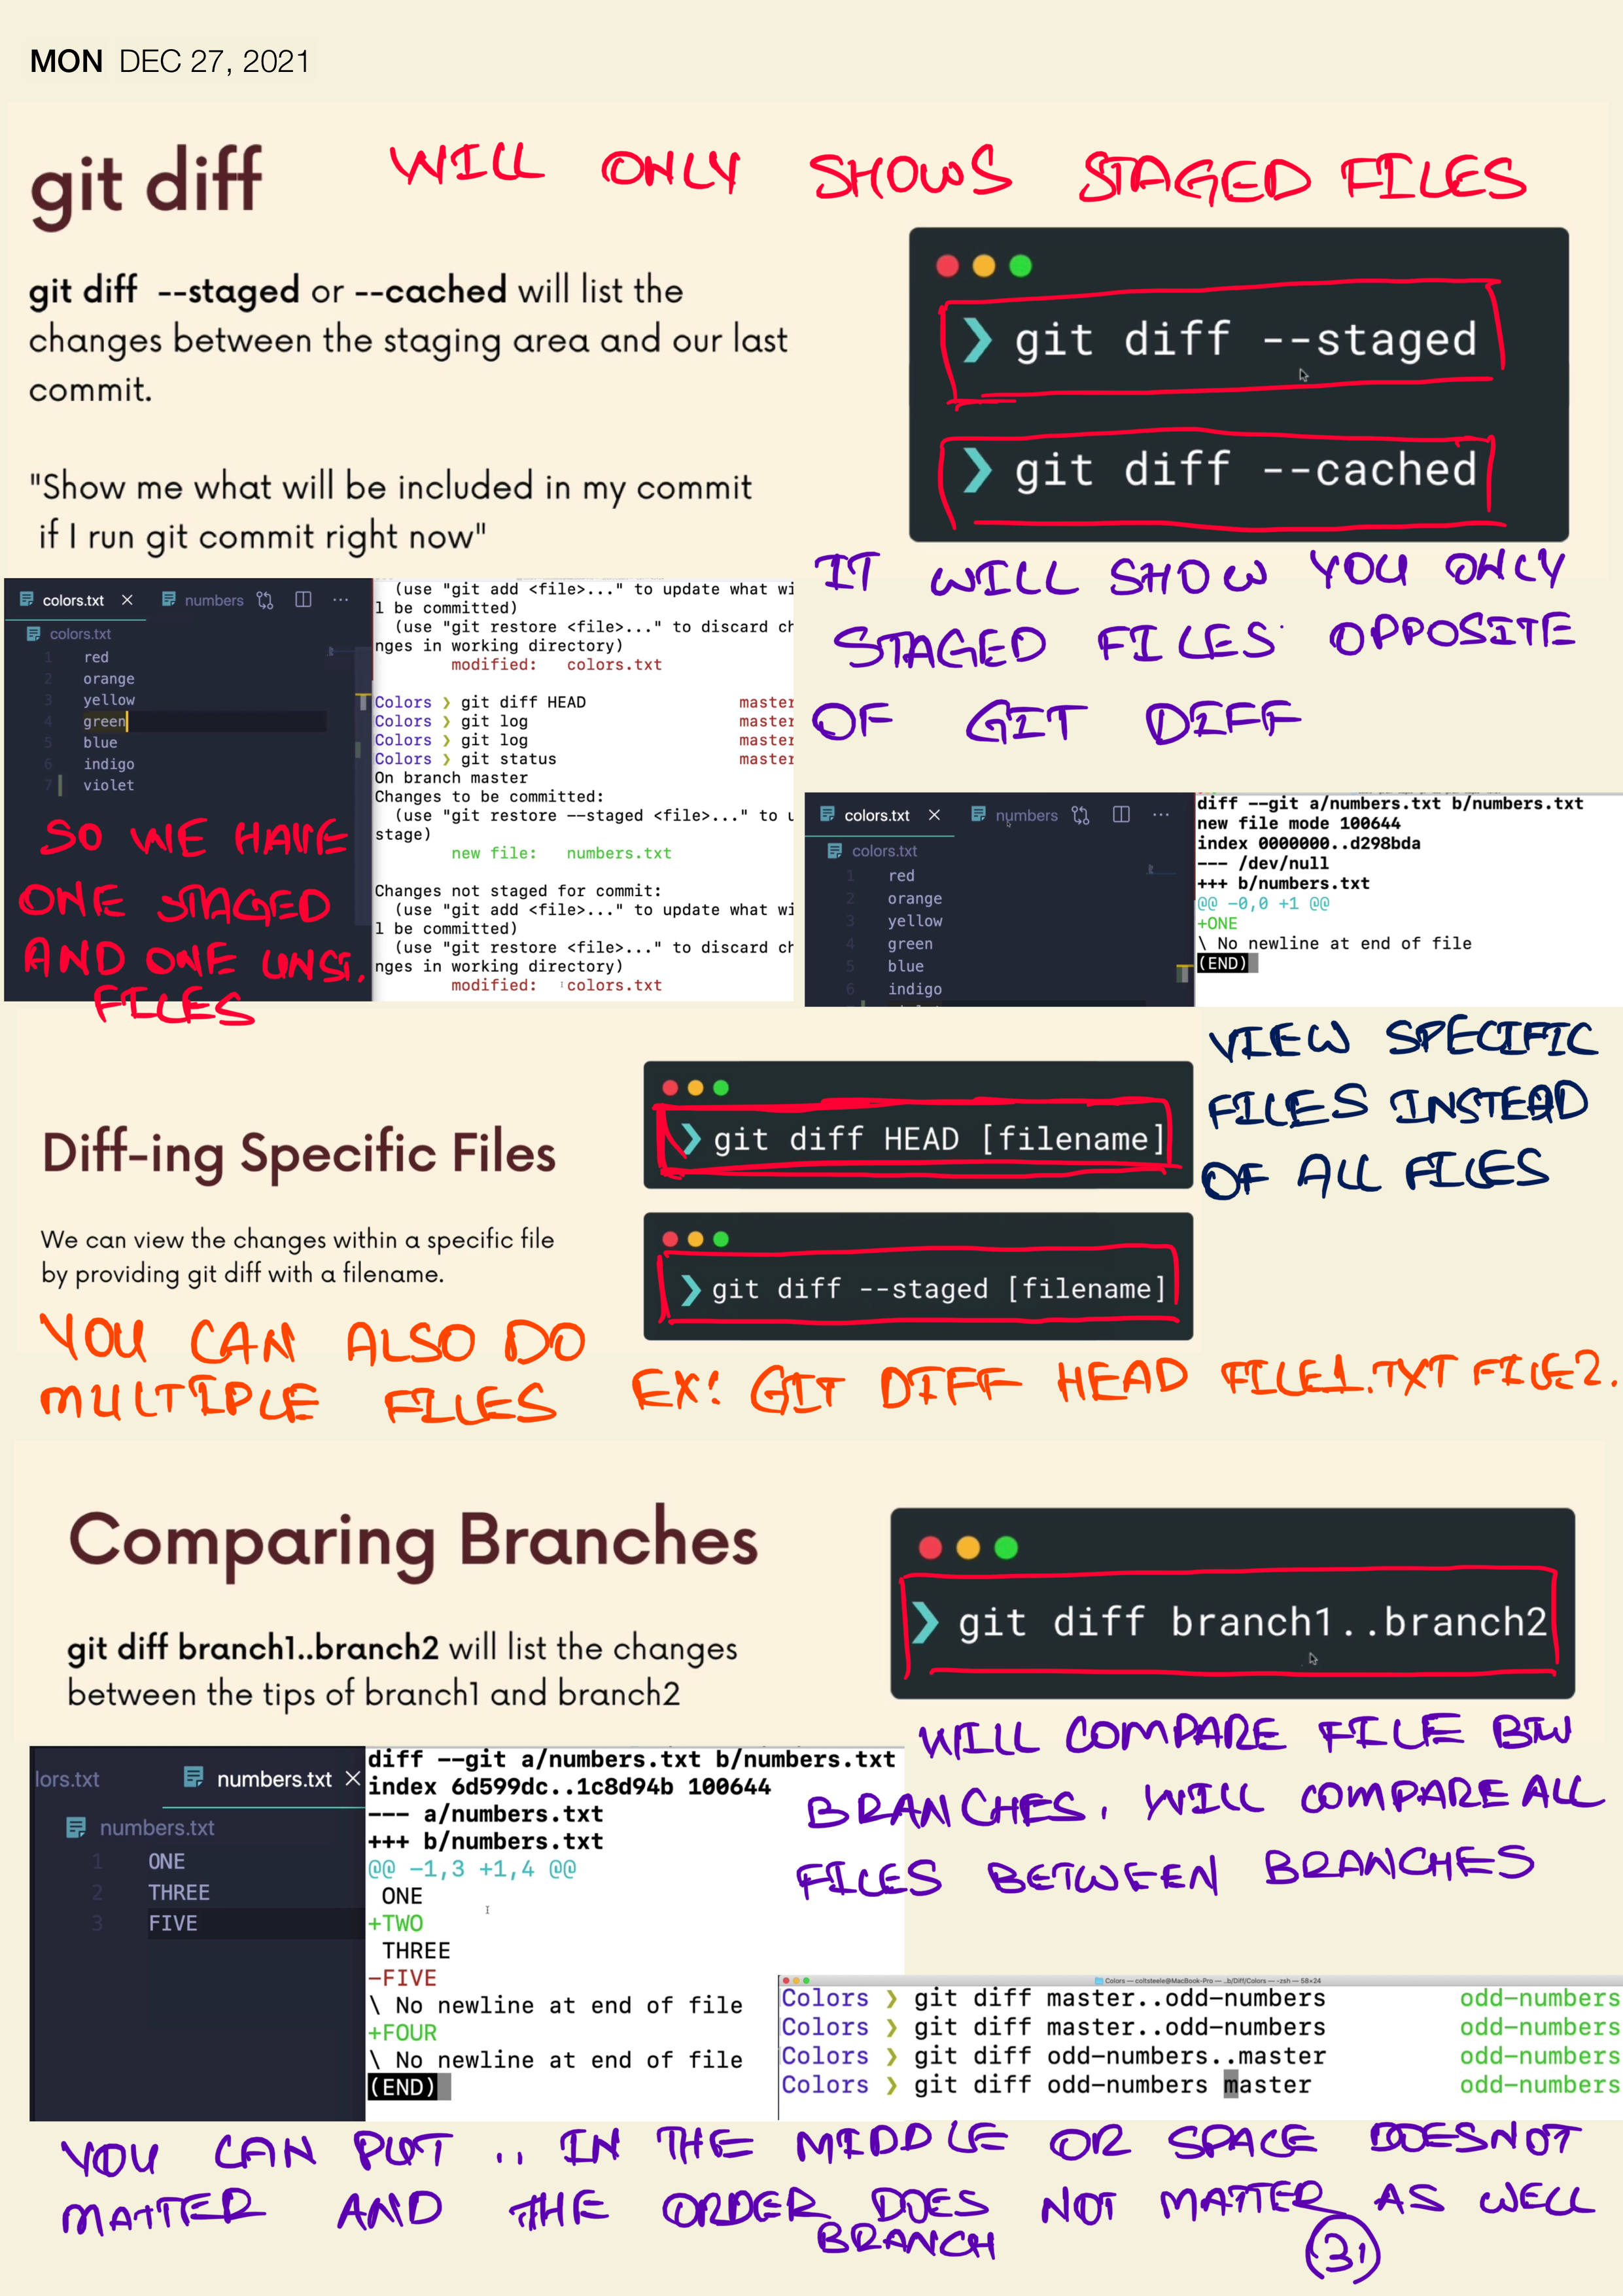 MON DEC 27, 2021
git diff
WILL ONLY SHOWS STAGED FILES
git diff --staged or --cached will list the
changes between the staging area and our last
commit.
"Show me what will be included in my commit
if I run git commit right now"
❯ git diff --staged
❯ git diff --cached
IT WILL SHOW YOU ONLY
STAGED FILES OPPOSITE
OF GIT DIFF
colors.txt × numbers ...
colors.txt
1 red
2 orange
3 yellow
4 green
5 blue
6 indigo
7 violet
SO WE HAVE
ONE STAGED
AND ONE UNST.
FILES
(use "git add <file>..." to update what wi
l be committed)
(use "git restore <file>..." to discard ch
nges in working directory)
modified: colors.txt
Colors ❯ git diff HEAD master
Colors ❯ git log master
Colors ❯ git log master
Colors ❯ git status master
On branch master
Changes to be committed:
(use "git restore --staged <file>..." to u
stage)
new file: numbers.txt
Changes not staged for commit:
(use "git add <file>..." to update what wi
l be committed)
(use "git restore <file>..." to discard ch
nges in working directory)
modified: colors.txt
colors.txt × numbers ...
colors.txt
1 red
2 orange
3 yellow
4 green
5 blue
6 indigo
diff --git a/numbers.txt b/numbers.txt
new file mode 100644
index 0000000..d298bda
--- /dev/null
+++ b/numbers.txt
@@ -0,0 +1 @@
+ONE
\ No newline at end of file
(END)
Diff-ing Specific Files
We can view the changes within a specific file
by providing git diff with a filename.
❯ git diff HEAD [filename]
❯ git diff --staged [filename]
VIEW SPECIFIC
FILES INSTEAD
OF ALL FILES
YOU CAN ALSO DO
MULTIPLE FILES
EX: GIT DIFF HEAD FILE1.TXT FILE2.
Comparing Branches
git diff branch1..branch2 will list the changes
between the tips of branch1 and branch2
❯ git diff branch1..branch2
WILL COMPARE FILE BTW
BRANCHES. WILL COMPARE ALL
FILES BETWEEN BRANCHES
lors.txt numbers.txt ×
numbers.txt
1 ONE
2 THREE
3 FIVE
diff --git a/numbers.txt b/numbers.txt
index 6d599dc..1c8d94b 100644
--- a/numbers.txt
+++ b/numbers.txt
@@ -1,3 +1,4 @@
ONE
+TWO
THREE
-FIVE
\ No newline at end of file
+FOUR
\ No newline at end of file
(END)
Colors — coltsteele@MacBook-Pro — ..b/Diff/Colors — -zsh — 58×24
Colors ❯ git diff master..odd-numbers odd-numbers
Colors ❯ git diff master..odd-numbers odd-numbers
Colors ❯ git diff odd-numbers..master odd-numbers
Colors ❯ git diff odd-numbers master odd-numbers
YOU CAN PUT .. IN THE MIDDLE OR SPACE DOESNOT
MATTER AND THE ORDER DOES NOT MATTER AS WELL
BRANCH
31